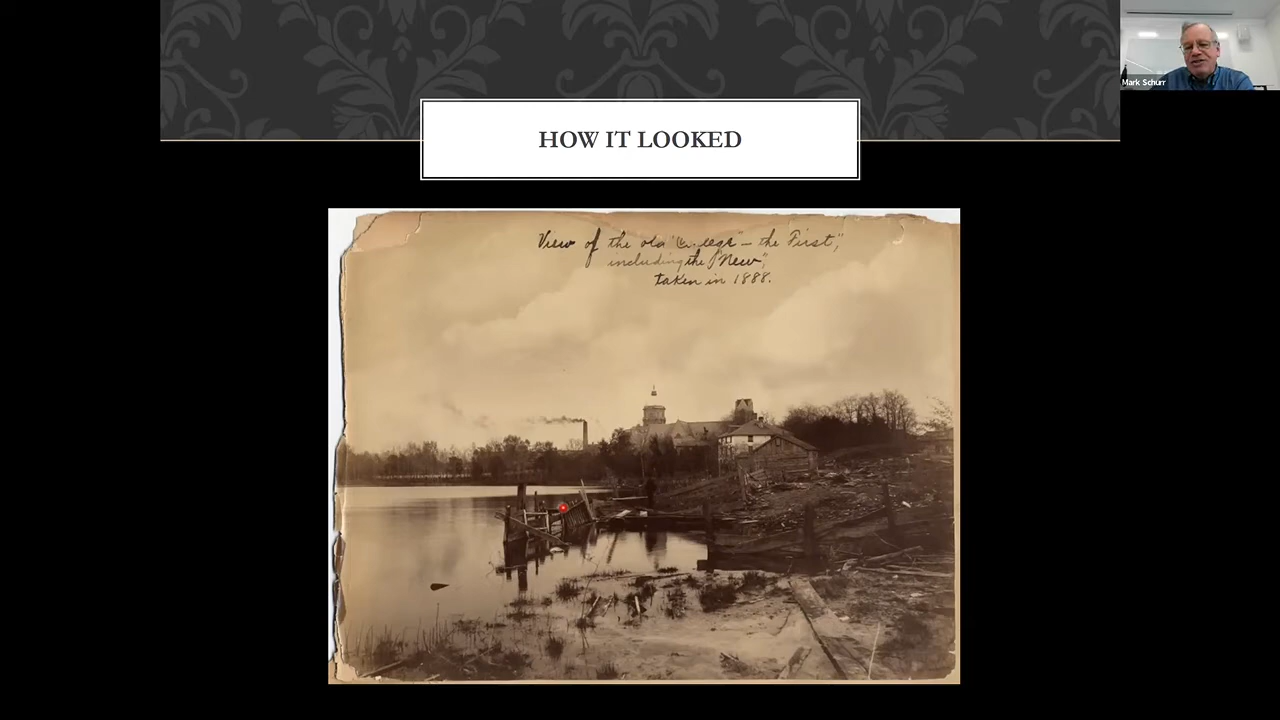 HOW IT LOOKED
View of the old "College" – the First",
including the "New",
taken in 1888.
Mark Schurr